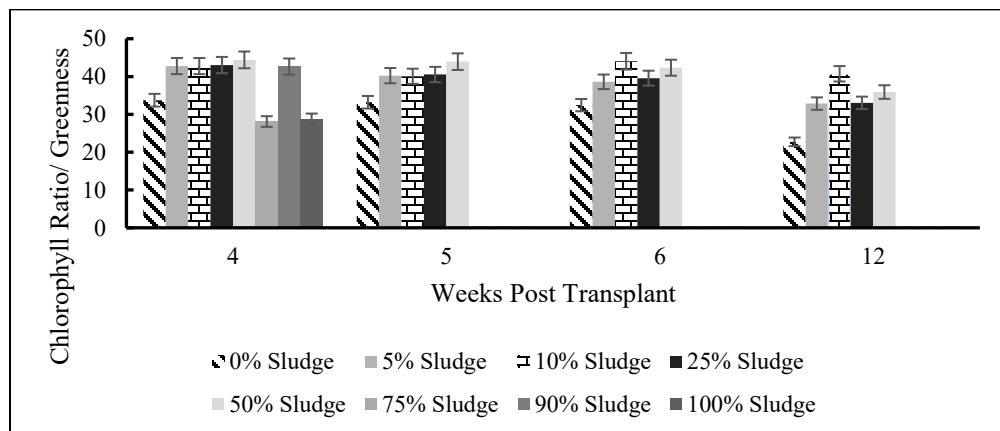 Chlorophyll Ratio/ Greenness
50
40
30
20
10
0
4 5 6 12
Weeks Post Transplant
0% Sludge 5% Sludge 10% Sludge 25% Sludge
50% Sludge 75% Sludge 90% Sludge 100% Sludge